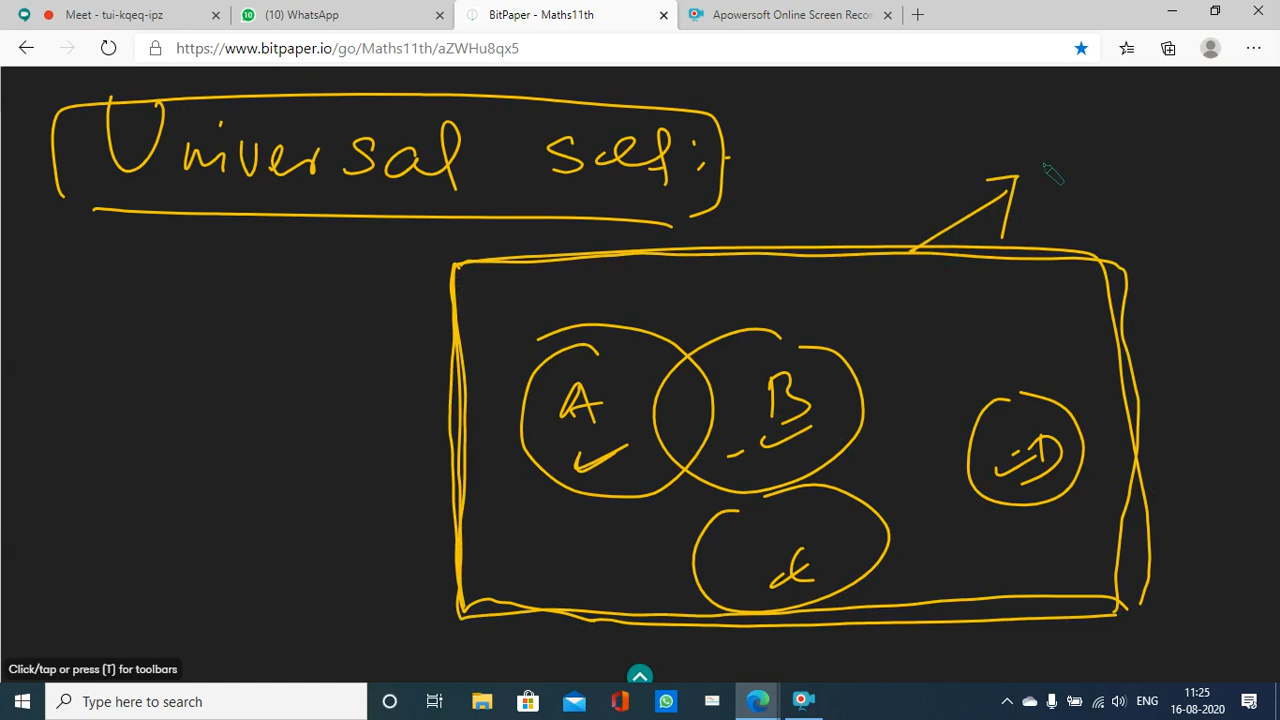 Meet - tui-kqeq-ipz
(10) WhatsApp
BitPaper - Maths11th
Apowersoft Online Screen Recor
https://www.bitpaper.io/go/Maths11th/aZWHu8qx5
Universal set :-
A
B
D
Click/tap or press [T] for toolbars
Type here to search
ENG
11:25
16-08-2020